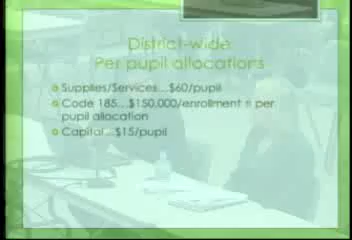 District-wide
Per pupil allocations
Supplies/Services...$60/pupil
Code 185...$150,000/enrollment = per
pupil allocation
Capital...$15/pupil